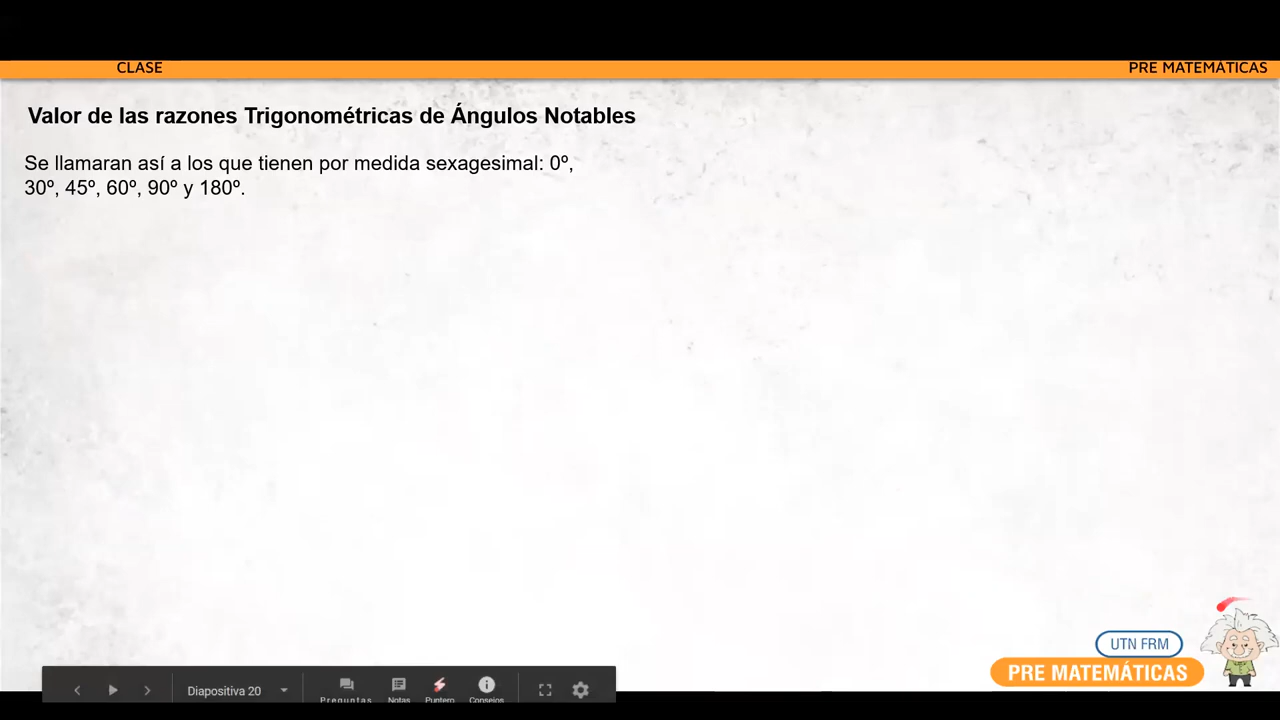 CLASE
PRE MATEMÁTICAS
Valor de las razones Trigonométricas de Ángulos Notables
Se llamaran así a los que tienen por medida sexagesimal: 0º,
30º, 45º, 60º, 90º y 180º.
UTN FRM
PRE MATEMÁTICAS
Diapositiva 20
Preguntas
Notas
Puntero
Consejos